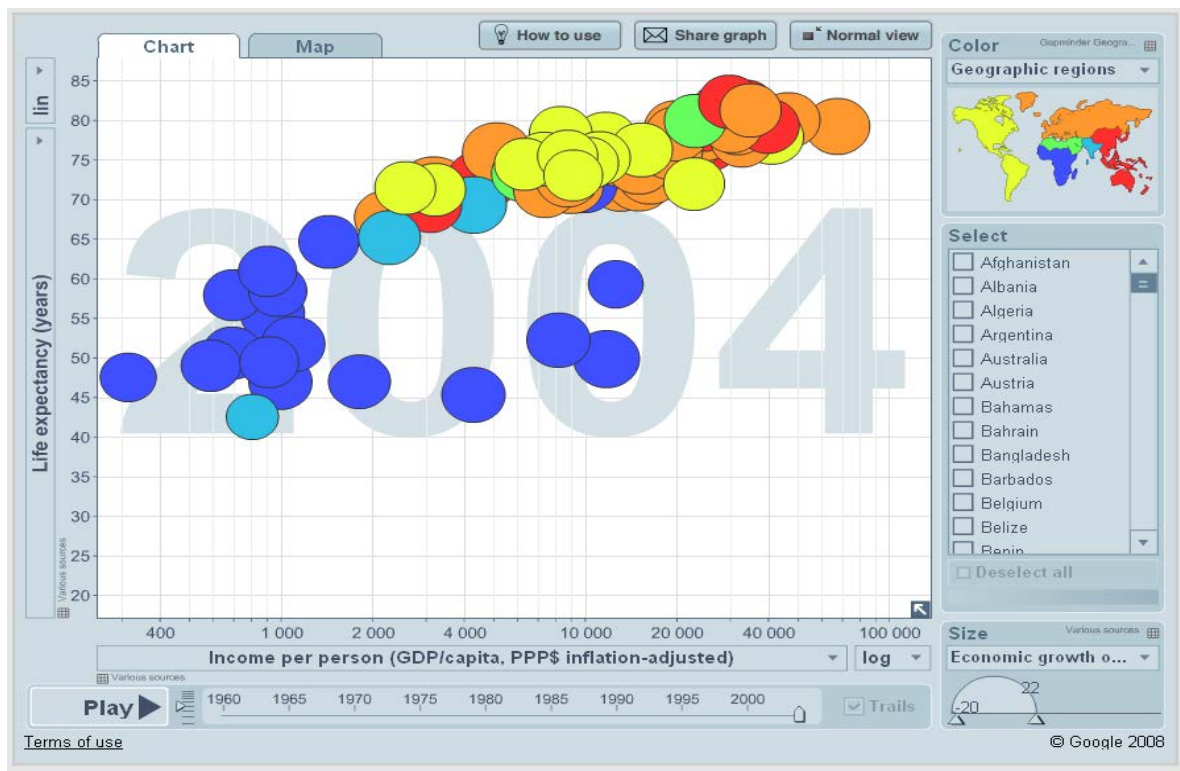 Chart
Map
How to use
Share graph
Normal view
lin
Life expectancy (years)
Various sources
85
80
75
70
65
60
55
50
45
40
35
30
25
20
2004
400
1 000
2 000
4 000
10 000
20 000
40 000
100 000
Income per person (GDP/capita, PPP$ inflation-adjusted)
log
Various sources
Play
1960 1965 1970 1975 1980 1985 1990 1995 2000
Trails
Terms of use
Color
Gapminder Geogra...
Geographic regions
Select
Afghanistan
Albania
Algeria
Argentina
Australia
Austria
Bahamas
Bahrain
Bangladesh
Barbados
Belgium
Belize
Benin
Deselect all
Size
Various sources
Economic growth o...
-20
22
© Google 2008